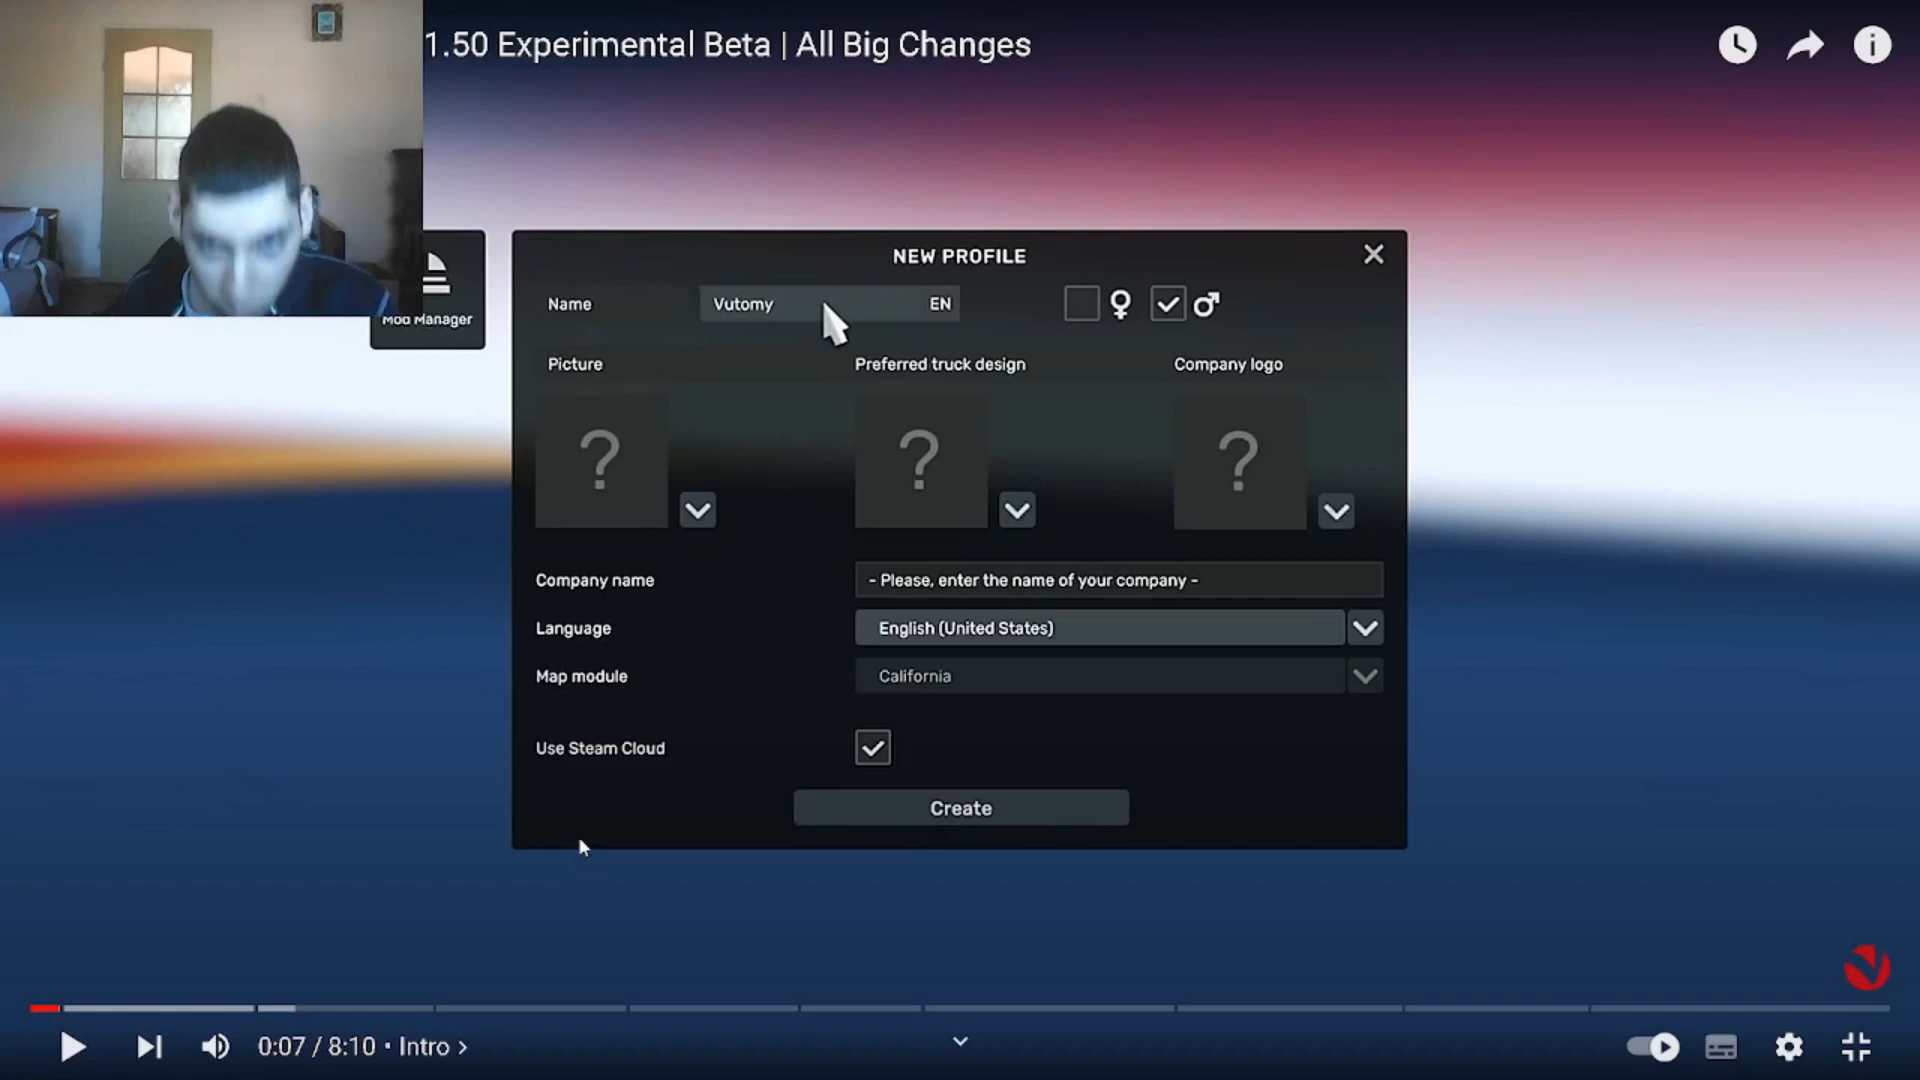 1.50 Experimental Beta | All Big Changes
Mod Manager
NEW PROFILE
Name
Vutomy
EN
Picture
Preferred truck design
Company logo
?
?
?
Company name
- Please, enter the name of your company -
Language
English (United States)
Map module
California
Use Steam Cloud
Create
0:07 / 8:10 • Intro >